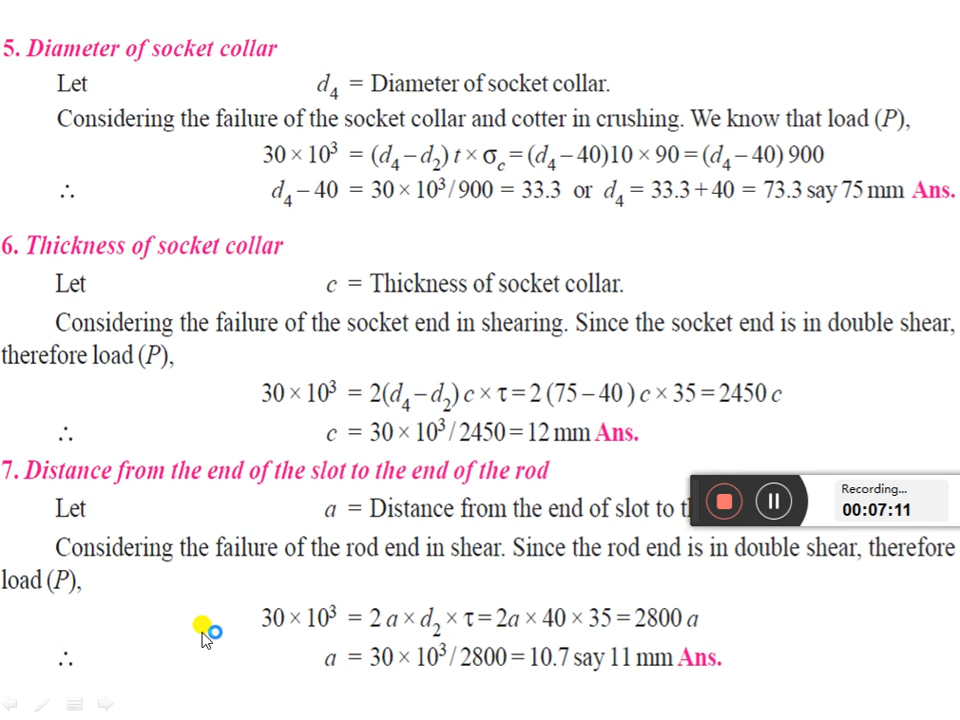 5. Diameter of socket collar
Let d₄ = Diameter of socket collar.
Considering the failure of the socket collar and cotter in crushing. We know that load (P),
30 × 10³ = (d₄ – d₂) t × σ꜀ = (d₄ – 40)10 × 90 = (d₄ – 40) 900
∴ d₄ – 40 = 30 × 10³/900 = 33.3 or d₄ = 33.3 + 40 = 73.3 say 75 mm Ans.
6. Thickness of socket collar
Let c = Thickness of socket collar.
Considering the failure of the socket end in shearing. Since the socket end is in double shear,
therefore load (P),
30 × 10³ = 2(d₄ – d₂) c × τ = 2 (75 – 40 ) c × 35 = 2450 c
∴ c = 30 × 10³/2450 = 12 mm Ans.
7. Distance from the end of the slot to the end of the rod
Let a = Distance from the end of slot to
Recording...
00:07:11
Considering the failure of the rod end in shear. Since the rod end is in double shear, therefore
load (P),
30 × 10³ = 2 a × d₂ × τ = 2a × 40 × 35 = 2800 a
∴ a = 30 × 10³/2800 = 10.7 say 11 mm Ans.